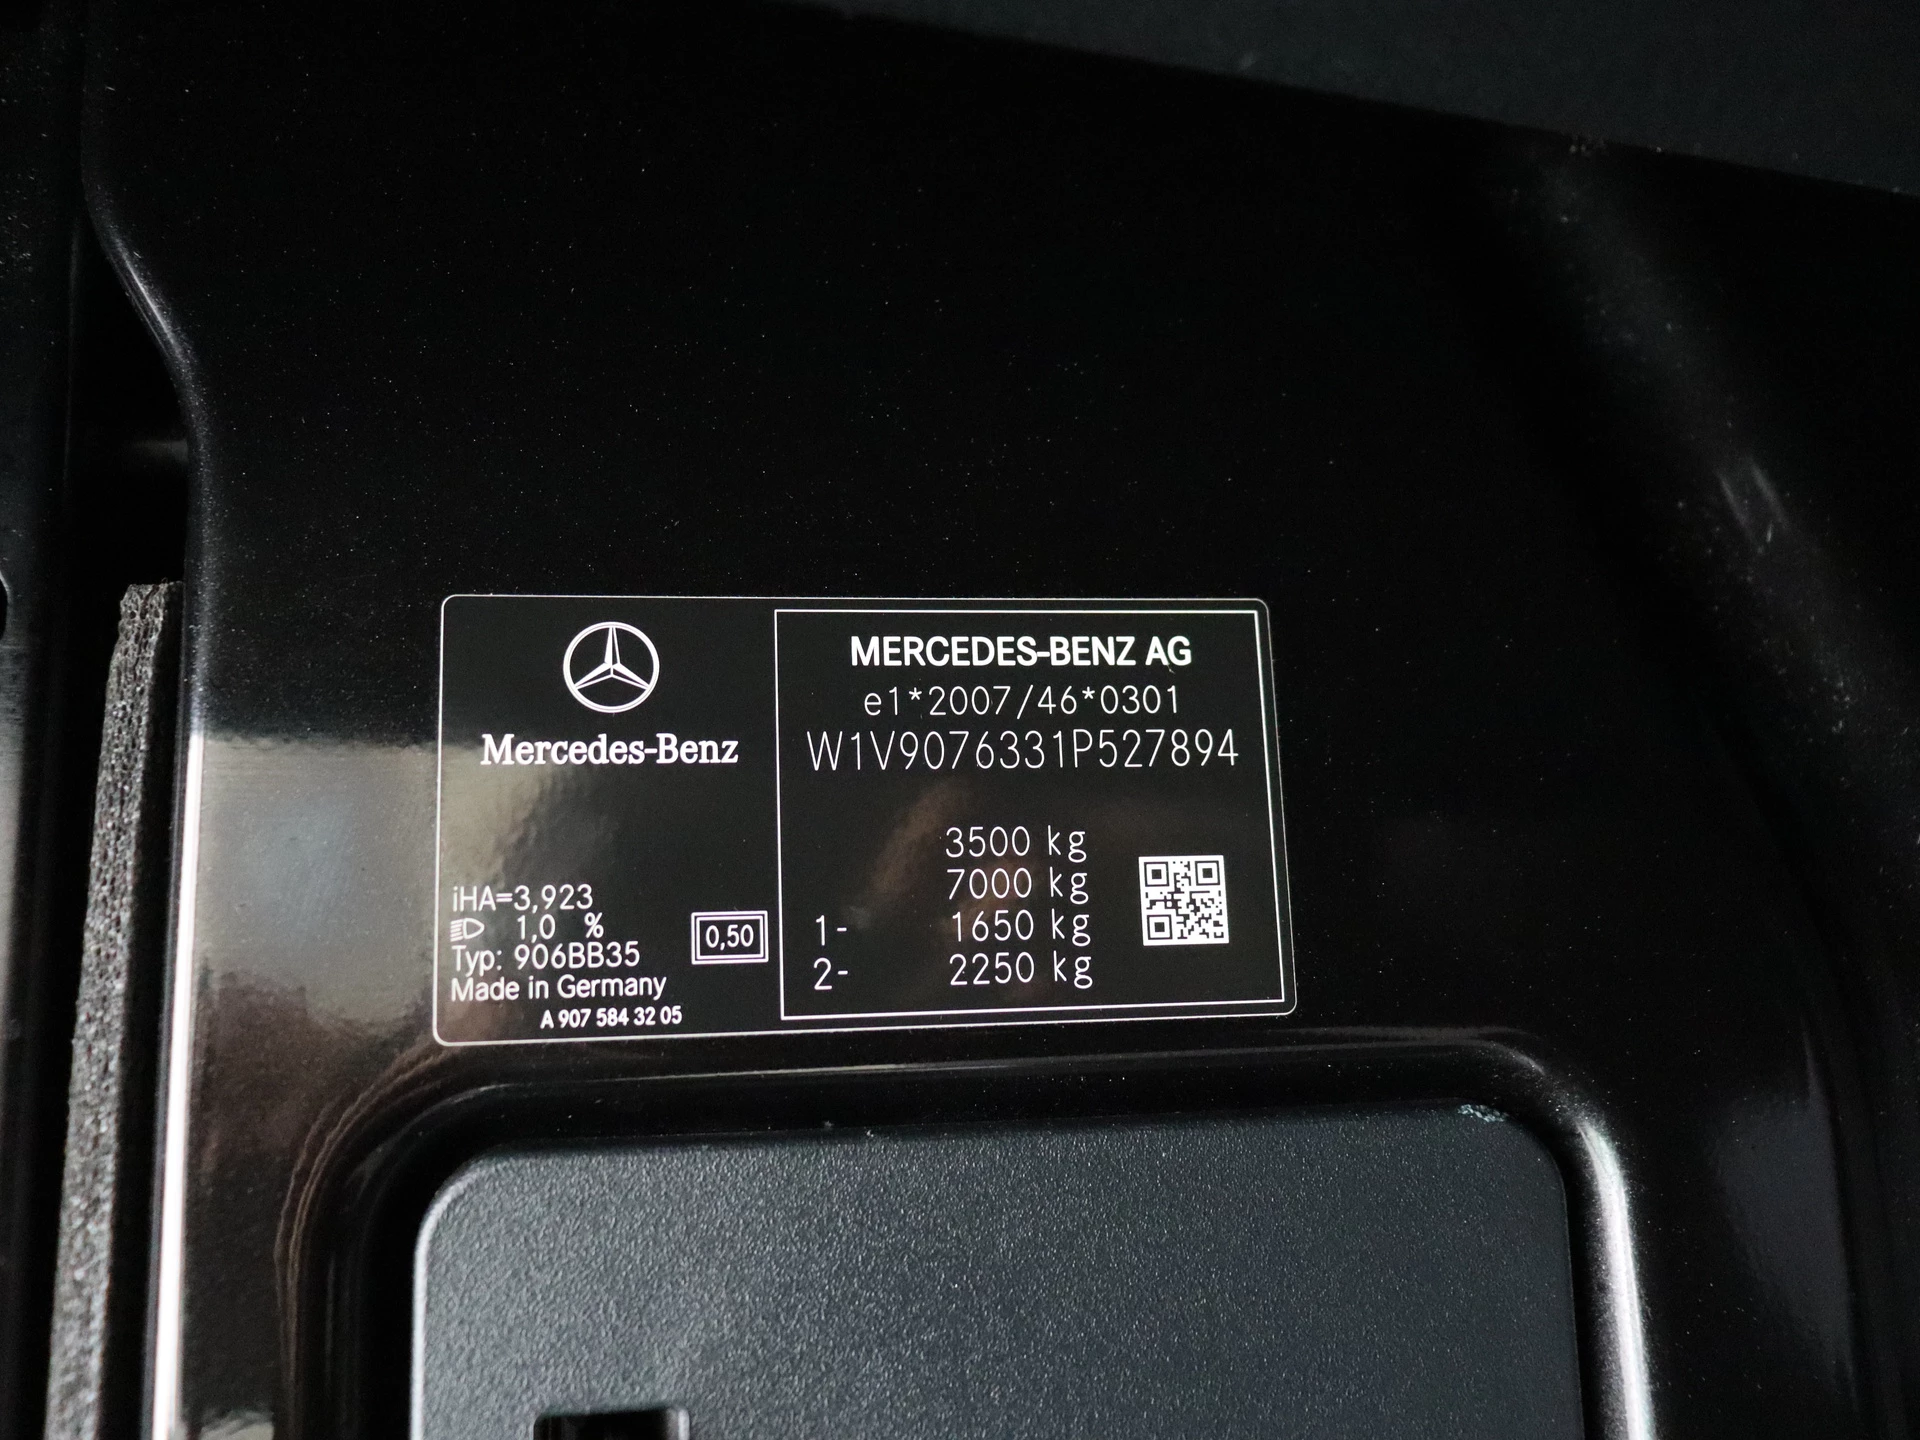 Mercedes-Benz
iHA=3,923
1,0 %
Typ: 906BB35
Made in Germany
A 907 584 32 05
0,50
MERCEDES-BENZ AG
e1*2007/46*0301
W1V9076331P527894
3500 kg
7000 kg
1- 1650 kg
2- 2250 kg